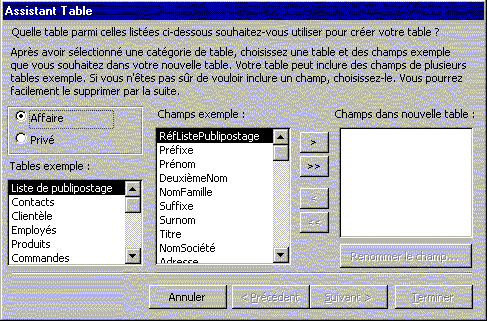 Assistant Table
Quelle table parmi celles listées ci-dessous souhaitez-vous utiliser pour créer votre table ?
Après avoir sélectionné une catégorie de table, choisissez une table et des champs exemple
que vous souhaitez dans votre nouvelle table. Votre table peut inclure des champs de plusieurs
tables exemple. Si vous n'êtes pas sûr de vouloir inclure un champ, choisissez-le. Vous pourrez
facilement le supprimer par la suite.
Affaire
Privé
Tables exemple :
Liste de publipostage
Contacts
Clientèle
Employés
Produits
Commandes
Champs exemple :
RéfListePublipostage
Préfixe
Prénom
DeuxièmeNom
NomFamille
Suffixe
Surnom
Titre
NomSociété
Adresse
>
>>
<
<<
Champs dans nouvelle table :
Renommer le champ...
Annuler
< Précédent
Suivant >
Terminer